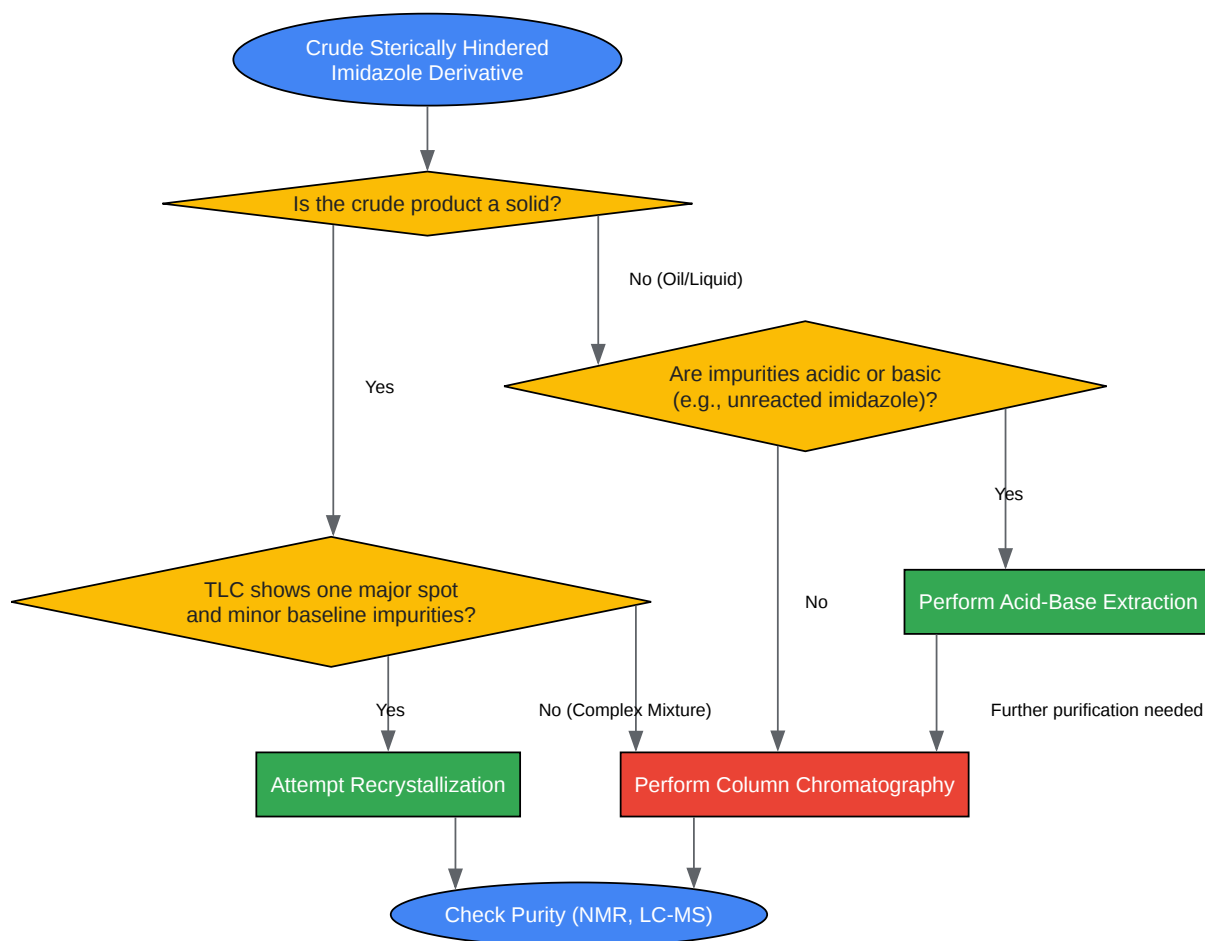 Crude Sterically Hindered
Imidazole Derivative
Is the crude product a solid?
No (Oil/Liquid)
Are impurities acidic or basic
(e.g., unreacted imidazole)?
Yes
Yes
TLC shows one major spot
and minor baseline impurities?
No
Perform Acid-Base Extraction
Yes
No (Complex Mixture)
Further purification needed
Attempt Recrystallization
Perform Column Chromatography
Check Purity (NMR, LC-MS)